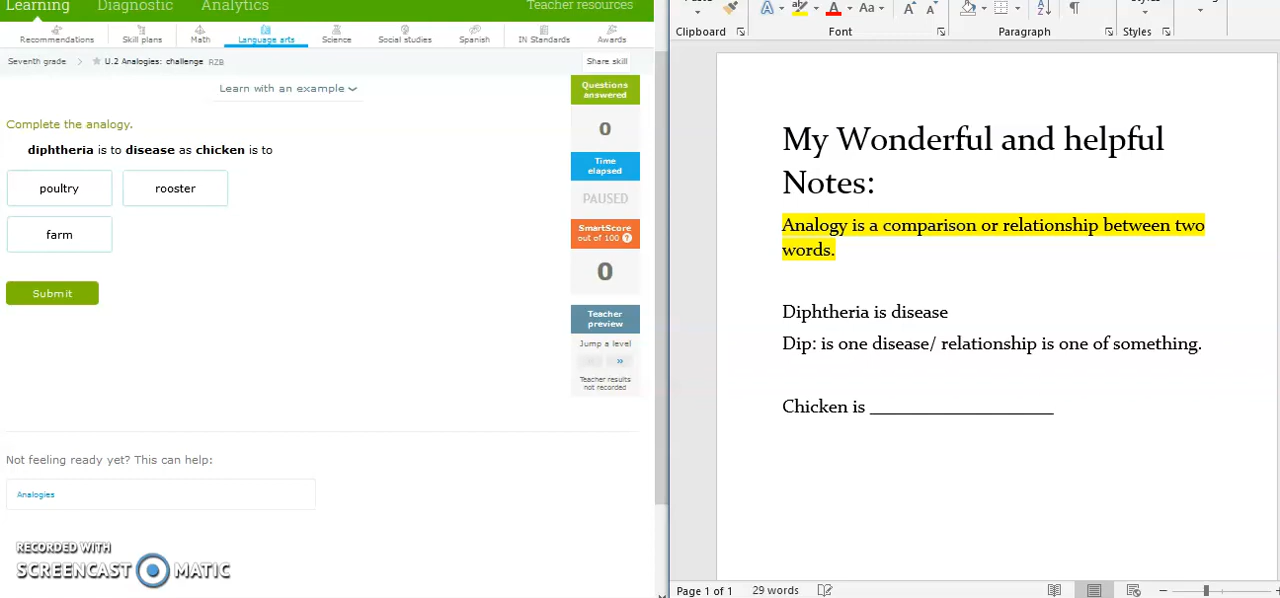 Learning Diagnostic Analytics Teacher resources
Recommendations Skill plans Math Language arts Science Social studies Spanish IN Standards Awards
Seventh grade > U.2 Analogies: challenge RZB Share skill
Learn with an example
Complete the analogy.
diphtheria is to disease as chicken is to
poultry rooster
farm
Submit
Questions
answered
0
Time
elapsed
PAUSED
SmartScore
out of 100 ?
0
Teacher
preview
Jump a level
»
Teacher results
not recorded
Not feeling ready yet? This can help:
Analogies
RECORDED WITH
SCREENCAST MATIC
A ab A Aa A A A Z
Clipboard Font Paragraph Styles
My Wonderful and helpful
Notes:
Analogy is a comparison or relationship between two
words.
Diphtheria is disease
Dip: is one disease/ relationship is one of something.
Chicken is ____________________
Page 1 of 1 29 words